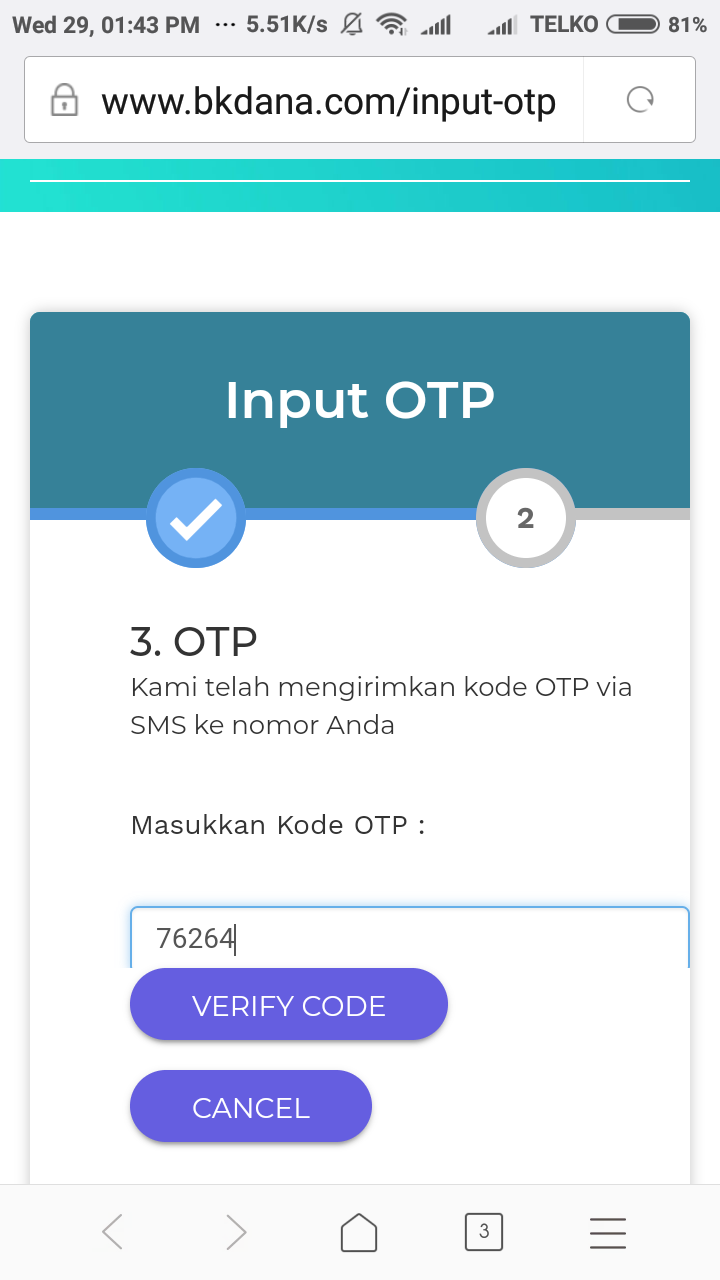 Wed 29, 01:43 PM ... 5.51K/s TELKO 81%
www.bkdana.com/input-otp
Input OTP
2
3. OTP
Kami telah mengirimkan kode OTP via
SMS ke nomor Anda
Masukkan Kode OTP :
76264
VERIFY CODE
CANCEL
3